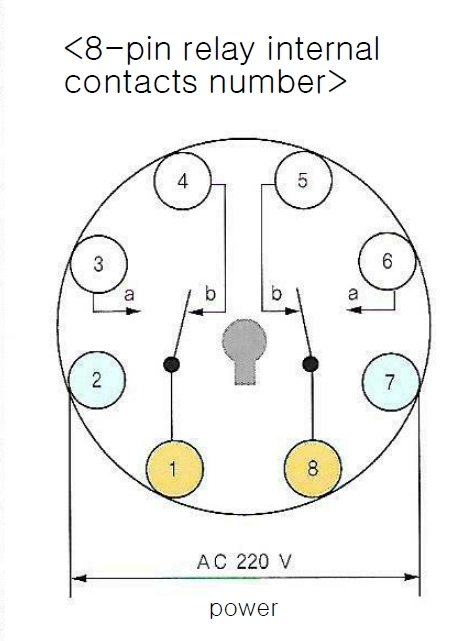 <8-pin relay internal
contacts number>
4 5
3 6
a b b a
2 7
1 8
AC 220 V
power